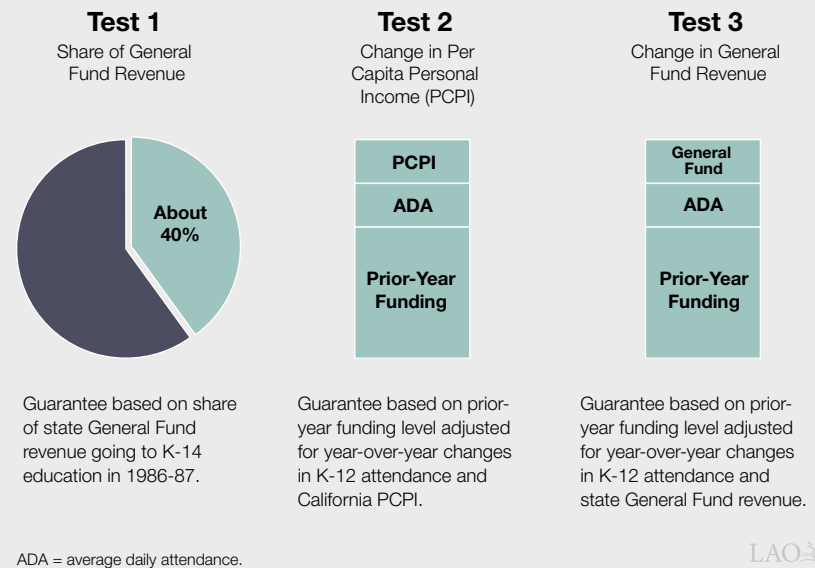 Test 1
Share of General
Fund Revenue
About
40%
Guarantee based on share
of state General Fund
revenue going to K-14
education in 1986-87.
Test 2
Change in Per
Capita Personal
Income (PCPI)
PCPI
ADA
Prior-Year
Funding
Guarantee based on prior-
year funding level adjusted
for year-over-year changes
in K-12 attendance and
California PCPI.
Test 3
Change in General
Fund Revenue
General
Fund
ADA
Prior-Year
Funding
Guarantee based on prior-
year funding level adjusted
for year-over-year changes
in K-12 attendance and
state General Fund revenue.
ADA = average daily attendance.
LAO